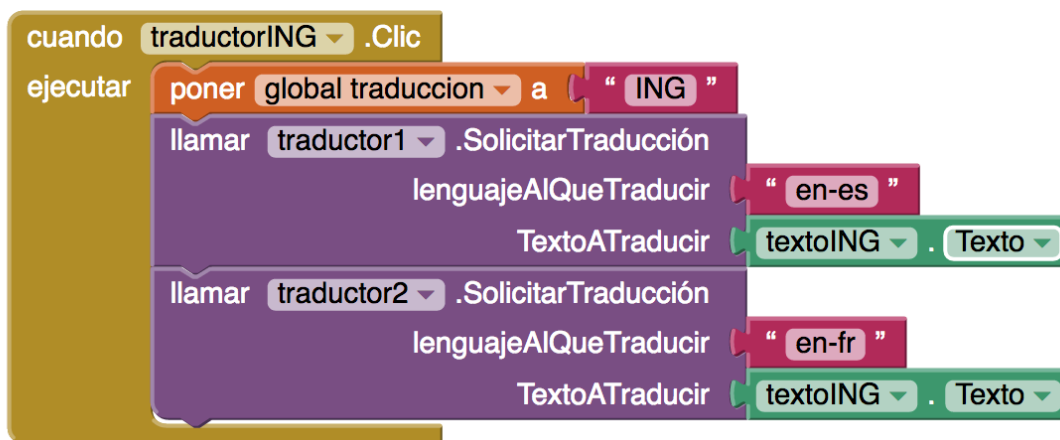 cuando traductorING .Clic
ejecutar poner global traduccion a " ING "
llamar traductor1 .SolicitarTraducción
lenguajeAlQueTraducir " en-es "
TextoATraducir textoING . Texto
llamar traductor2 .SolicitarTraducción
lenguajeAlQueTraducir " en-fr "
TextoATraducir textoING . Texto